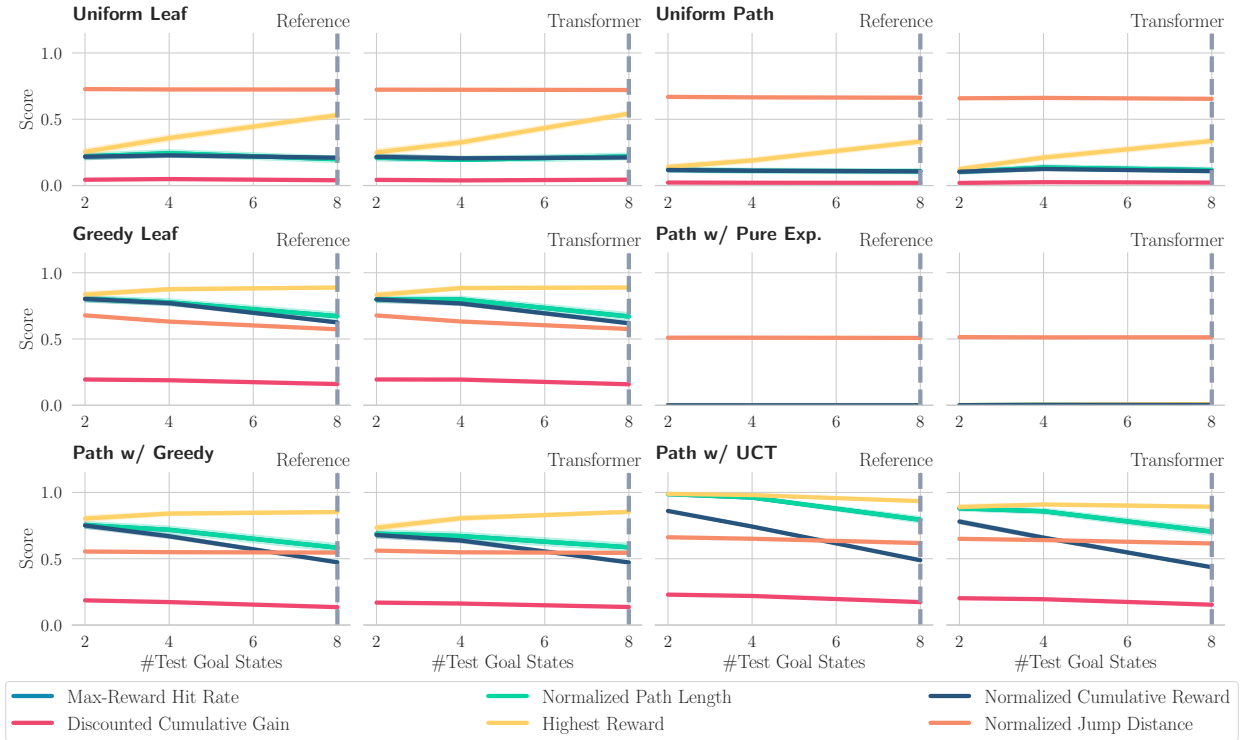 Uniform Leaf
Reference
Transformer
Uniform Path
Reference
Transformer
Score
1.0
0.5
0.0
2 4 6 8
2 4 6 8
2 4 6 8
2 4 6 8
Greedy Leaf
Reference
Transformer
Path w/ Pure Exp.
Reference
Transformer
Score
1.0
0.5
0.0
2 4 6 8
2 4 6 8
2 4 6 8
2 4 6 8
Path w/ Greedy
Reference
Transformer
Path w/ UCT
Reference
Transformer
Score
1.0
0.5
0.0
2 4 6 8
2 4 6 8
2 4 6 8
2 4 6 8
#Test Goal States
#Test Goal States
#Test Goal States
#Test Goal States
Max-Reward Hit Rate
Normalized Path Length
Normalized Cumulative Reward
Discounted Cumulative Gain
Highest Reward
Normalized Jump Distance